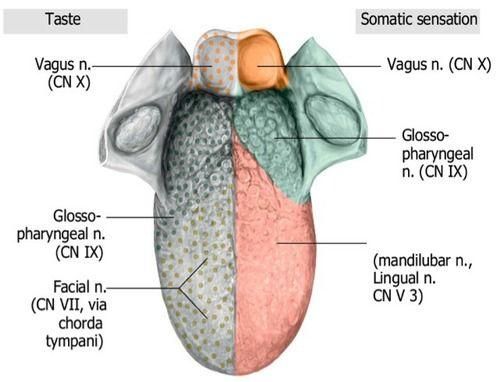 Taste
Vagus n.
(CN X)
Glosso-
pharyngeal n.
(CN IX)
Facial n.
(CN VII, via
chorda
tympani)
Somatic sensation
Vagus n. (CN X)
Glosso-
pharyngeal
n. (CN IX)
(mandilubar n.,
Lingual n.
CN V 3)